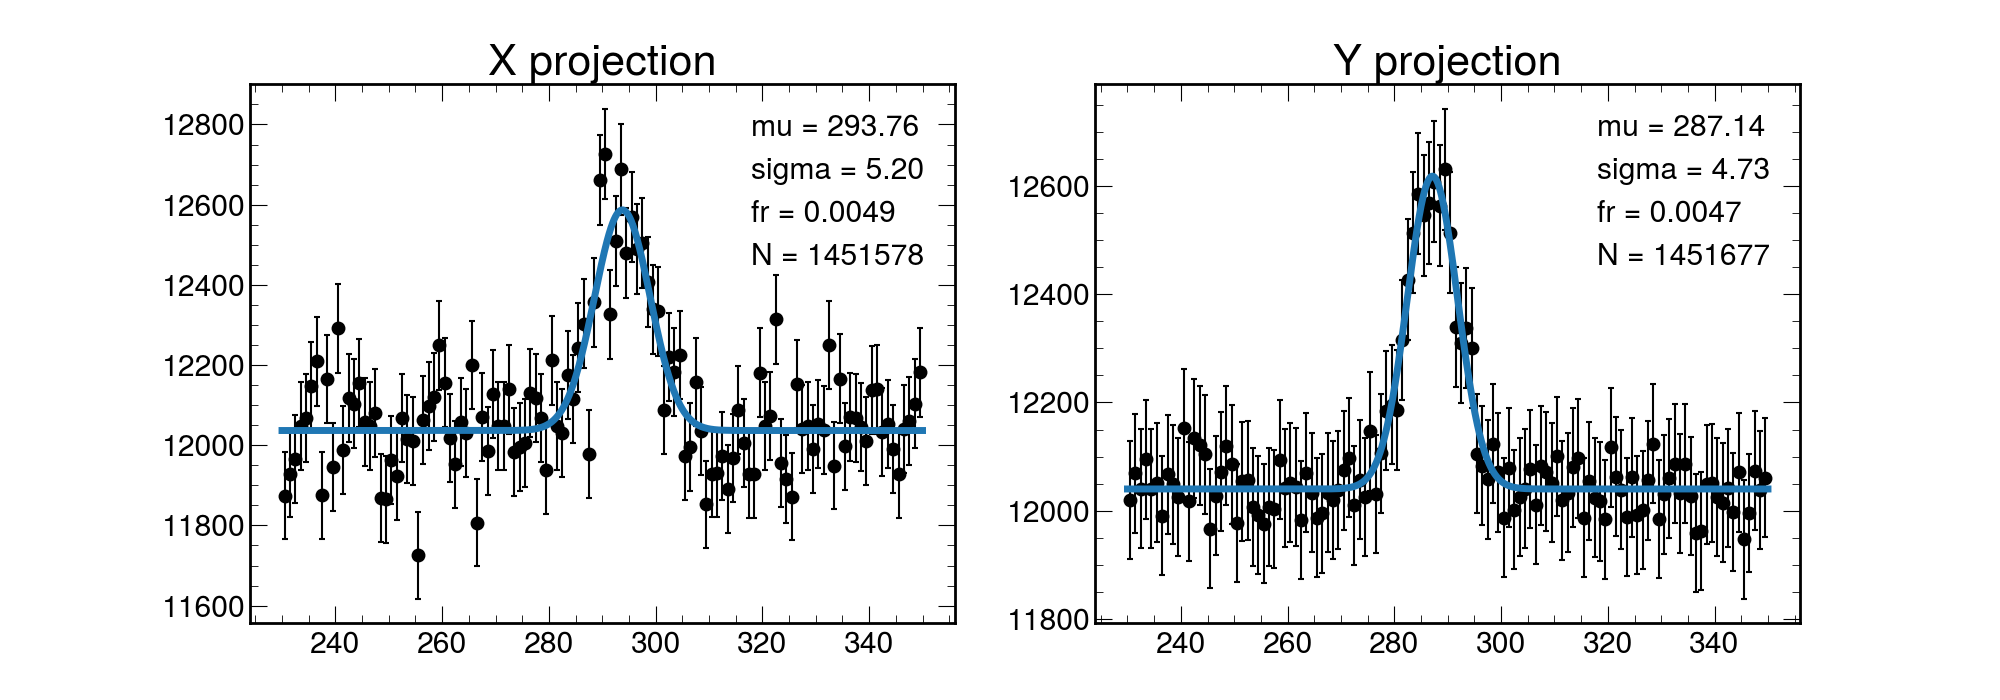 X projection
mu = 293.76
sigma = 5.20
fr = 0.0049
N = 1451578
12800
12600
12400
12200
12000
11800
11600
240 260 280 300 320 340
Y projection
mu = 287.14
sigma = 4.73
fr = 0.0047
N = 1451677
12600
12400
12200
12000
11800
240 260 280 300 320 340